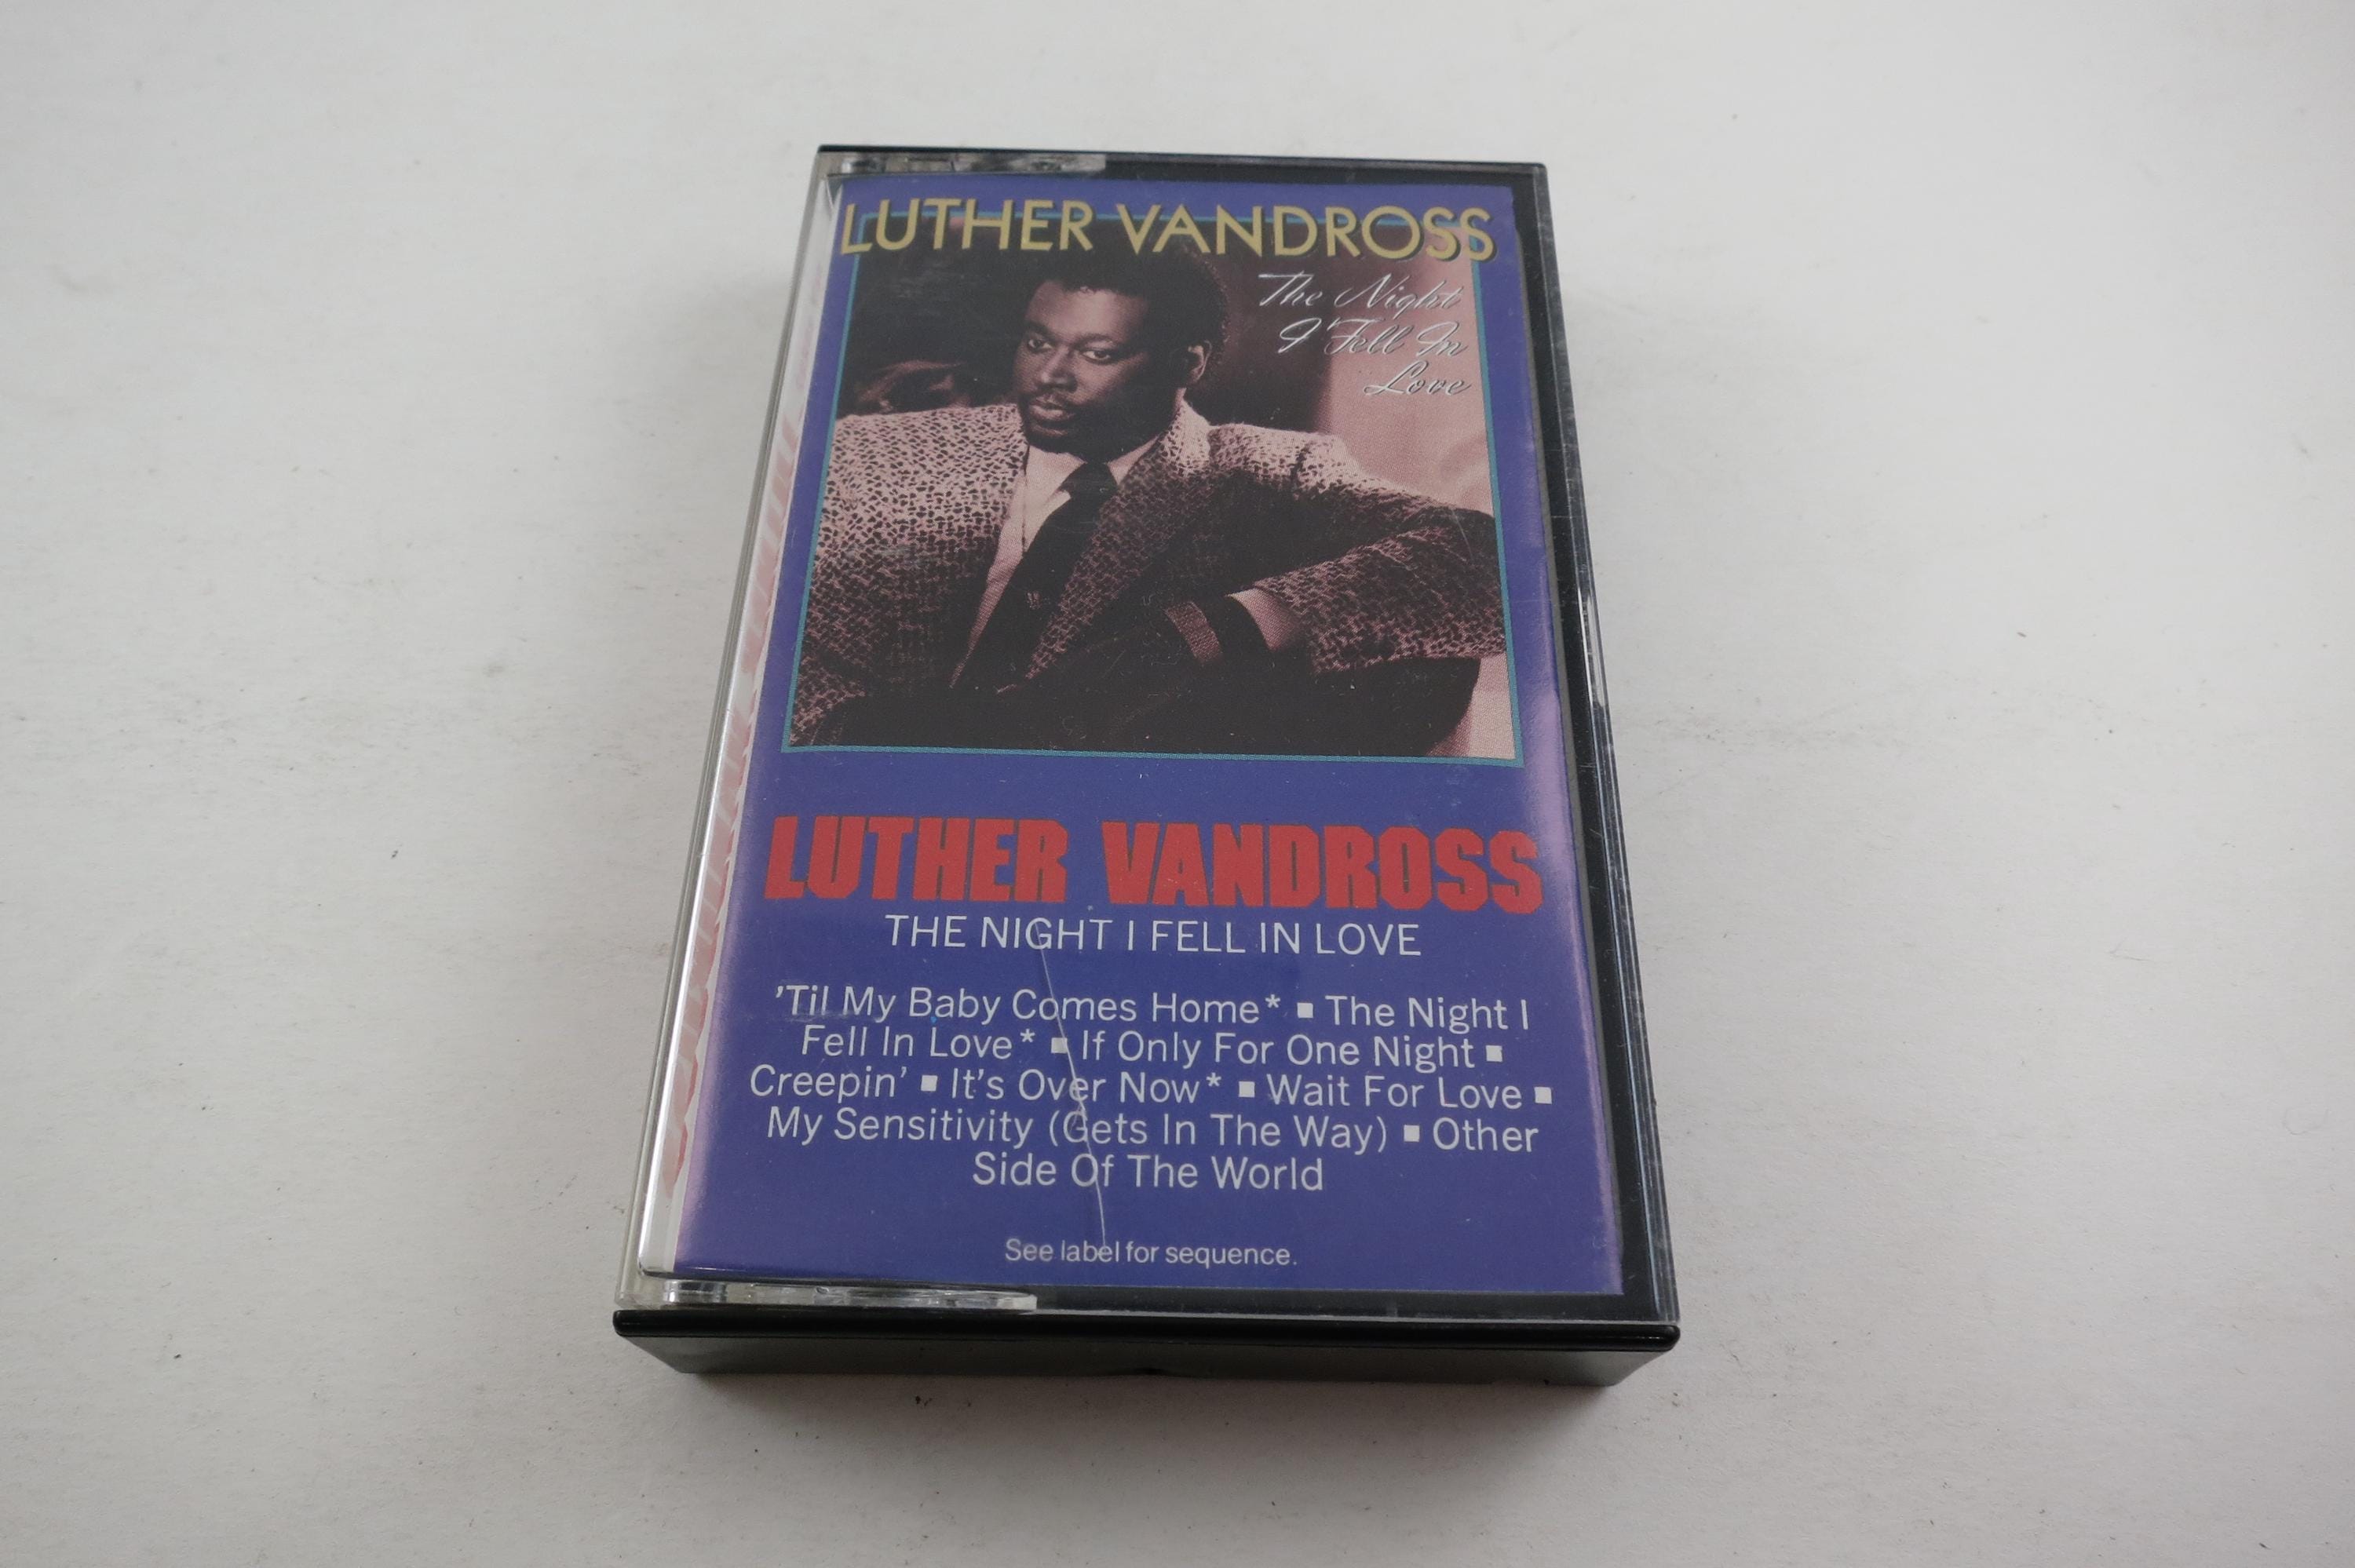 LUTHER VANDROSS
The Night
I Fell In
Love
LUTHER VANDROSS
THE NIGHT I FELL IN LOVE
'Til My Baby Comes Home* ▪ The Night I
Fell In Love* ▪ If Only For One Night ▪
Creepin' ▪ It's Over Now* ▪ Wait For Love ▪
My Sensitivity (Gets In The Way) ▪ Other
Side Of The World
See label for sequence.